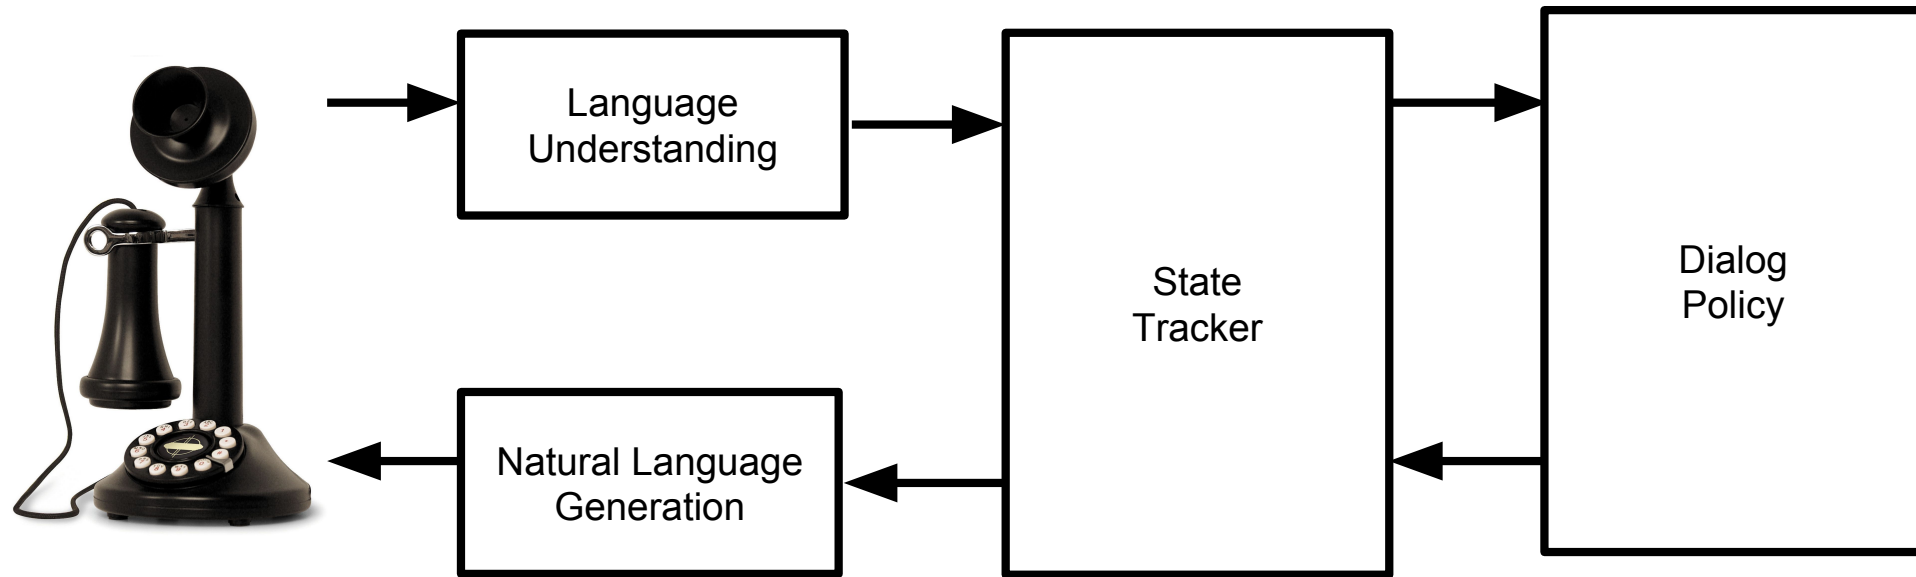 Language
Understanding
State
Tracker
Dialog
Policy
Natural Language
Generation